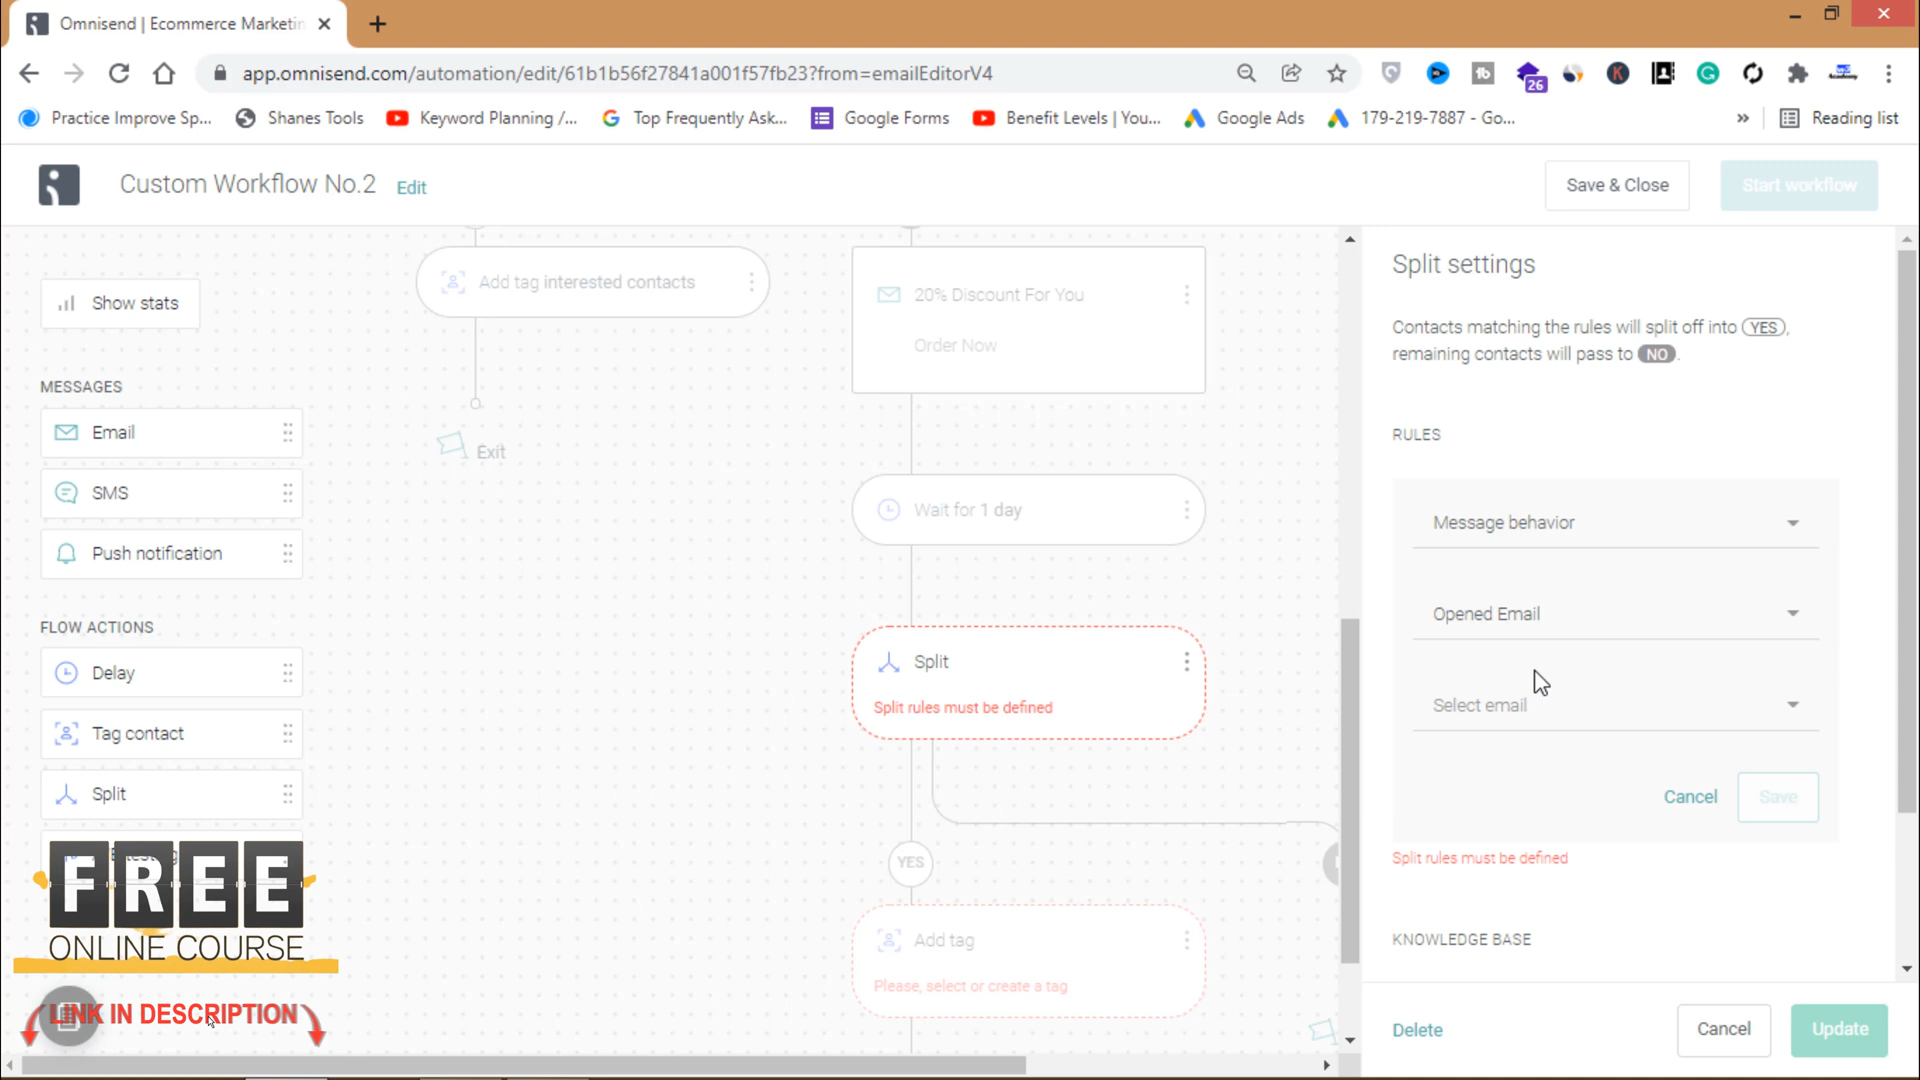 Omnisend | Ecommerce Marketin
app.omnisend.com/automation/edit/61b1b56f27841a001f57fb23?from=emailEditorV4
26
Practice Improve Sp...
Shanes Tools
Keyword Planning /...
Top Frequently Ask...
Google Forms
Benefit Levels | You...
Google Ads
179-219-7887 - Go...
»
Reading list
Custom Workflow No.2
Edit
Save & Close
Start workflow
Show stats
MESSAGES
Email
SMS
Push notification
FLOW ACTIONS
Delay
Tag contact
Split
FREE
ONLINE COURSE
LINK IN DESCRIPTION
Add tag interested contacts
Exit
20% Discount For You
Order Now
Wait for 1 day
Split
Split rules must be defined
YES
Add tag
Please, select or create a tag
Split settings
Contacts matching the rules will split off into YES,
remaining contacts will pass to NO.
RULES
Message behavior
Opened Email
Select email
Cancel
Save
Split rules must be defined
KNOWLEDGE BASE
Delete
Cancel
Update